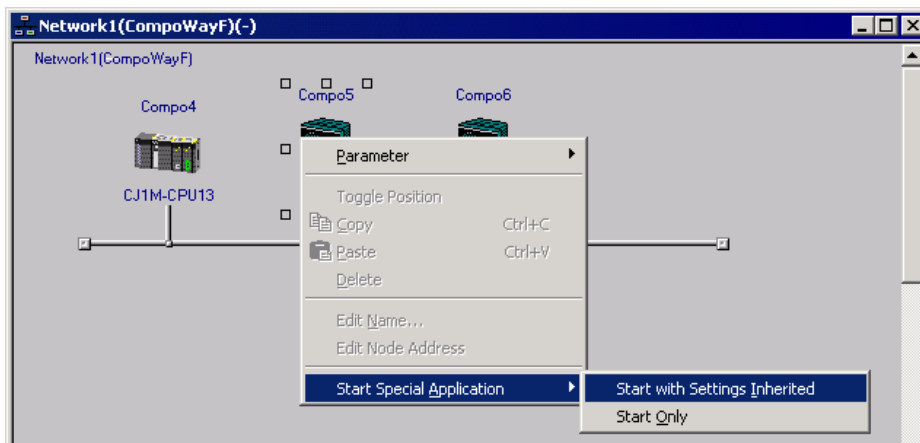 Network1(CompoWayF)(-)
Network1(CompoWayF)
Compo4
Compo5
Compo6
CJ1M-CPU13
Parameter
Toggle Position
Copy Ctrl+C
Paste Ctrl+V
Delete
Edit Name...
Edit Node Address
Start Special Application
Start with Settings Inherited
Start Only